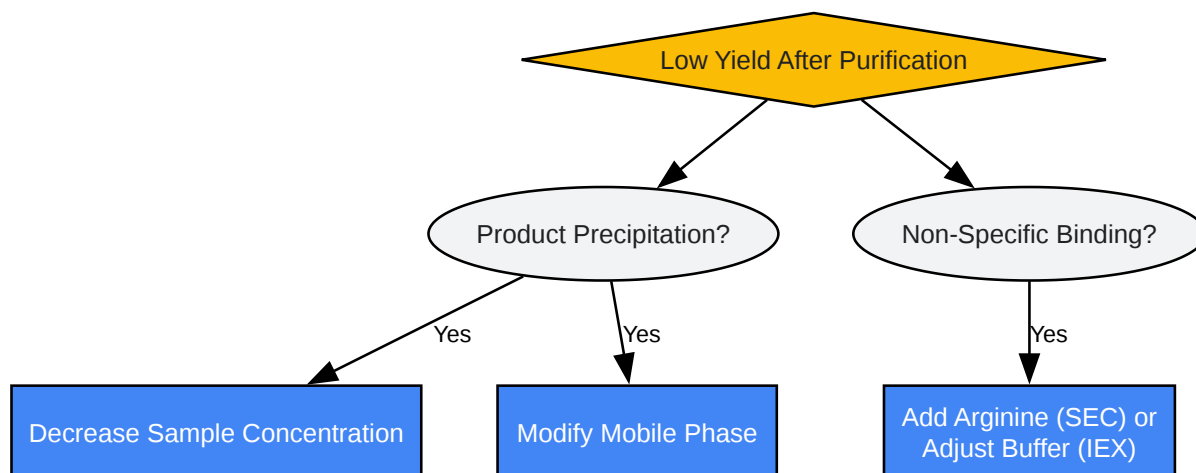 Low Yield After Purification
Product Precipitation?
Non-Specific Binding?
Yes
Yes
Yes
Decrease Sample Concentration
Modify Mobile Phase
Add Arginine (SEC) or
Adjust Buffer (IEX)